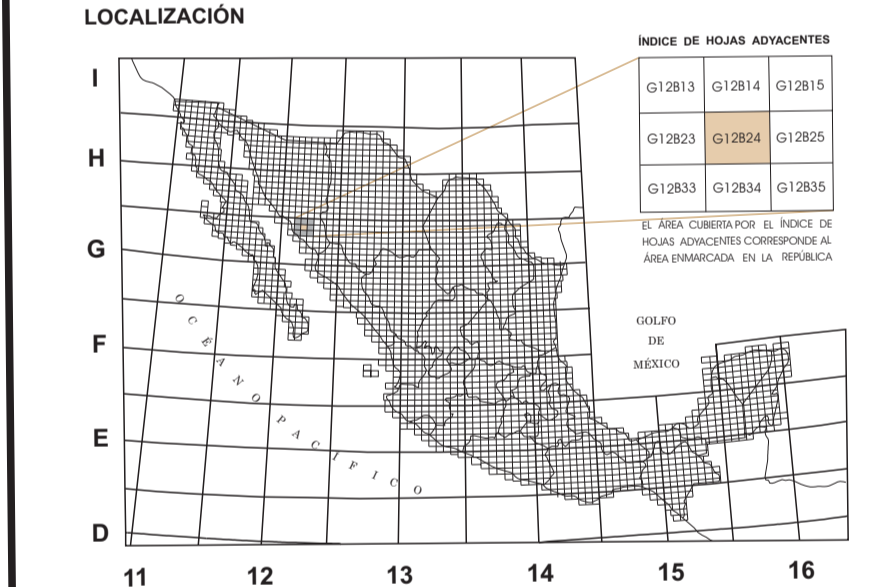 LOCALIZACIÓN
ÍNDICE DE HOJAS ADYACENTES
G12B13 G12B14 G12B15
G12B23 G12B24 G12B25
G12B33 G12B34 G12B35
EL ÁREA CUBIERTA POR EL ÍNDICE DE
HOJAS ADYACENTES CORRESPONDE AL
ÁREA ENMARCADA EN LA REPÚBLICA
I
H
G
F
E
D
GOLFO
DE
MÉXICO
OCÉANO PACIFICO
11 12 13 14 15 16